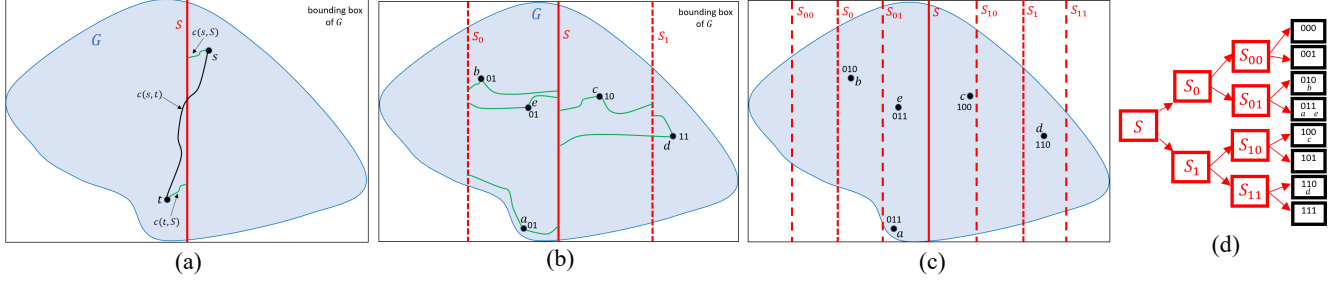 bounding box
of G
G
S
c(s, S)
s
c(s, t)
t
c(t, S)
(a)
bounding box
of G
G
S₀
S
S₁
b
01
e
01
c
10
11
d
a
01
(b)
S₀₀
S₀
S₀₁
S
S₁₀
S₁
S₁₁
010
b
e
011
c
100
d
110
011
a
(c)
S
S₀
S₁
S₀₀
S₀₁
S₁₀
S₁₁
000
001
010
b
011
a e
100
c
101
110
d
111
(d)